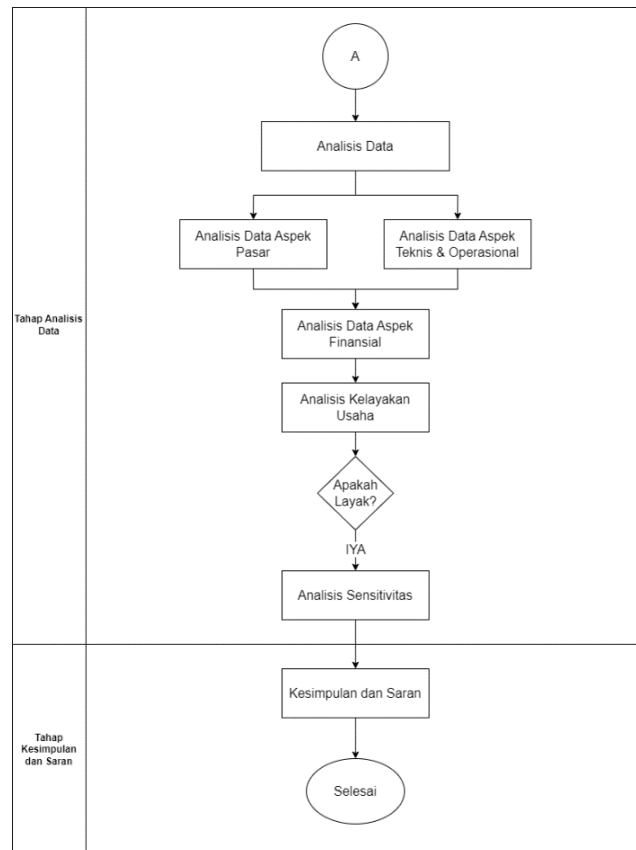 A
Analisis Data
Analisis Data Aspek
Pasar
Analisis Data Aspek
Teknis & Operasional
Tahap Analisis
Data
Analisis Data Aspek
Finansial
Analisis Kelayakan
Usaha
Apakah
Layak?
IYA
Analisis Sensitivitas
Tahap
Kesimpulan
dan Saran
Kesimpulan dan Saran
Selesai